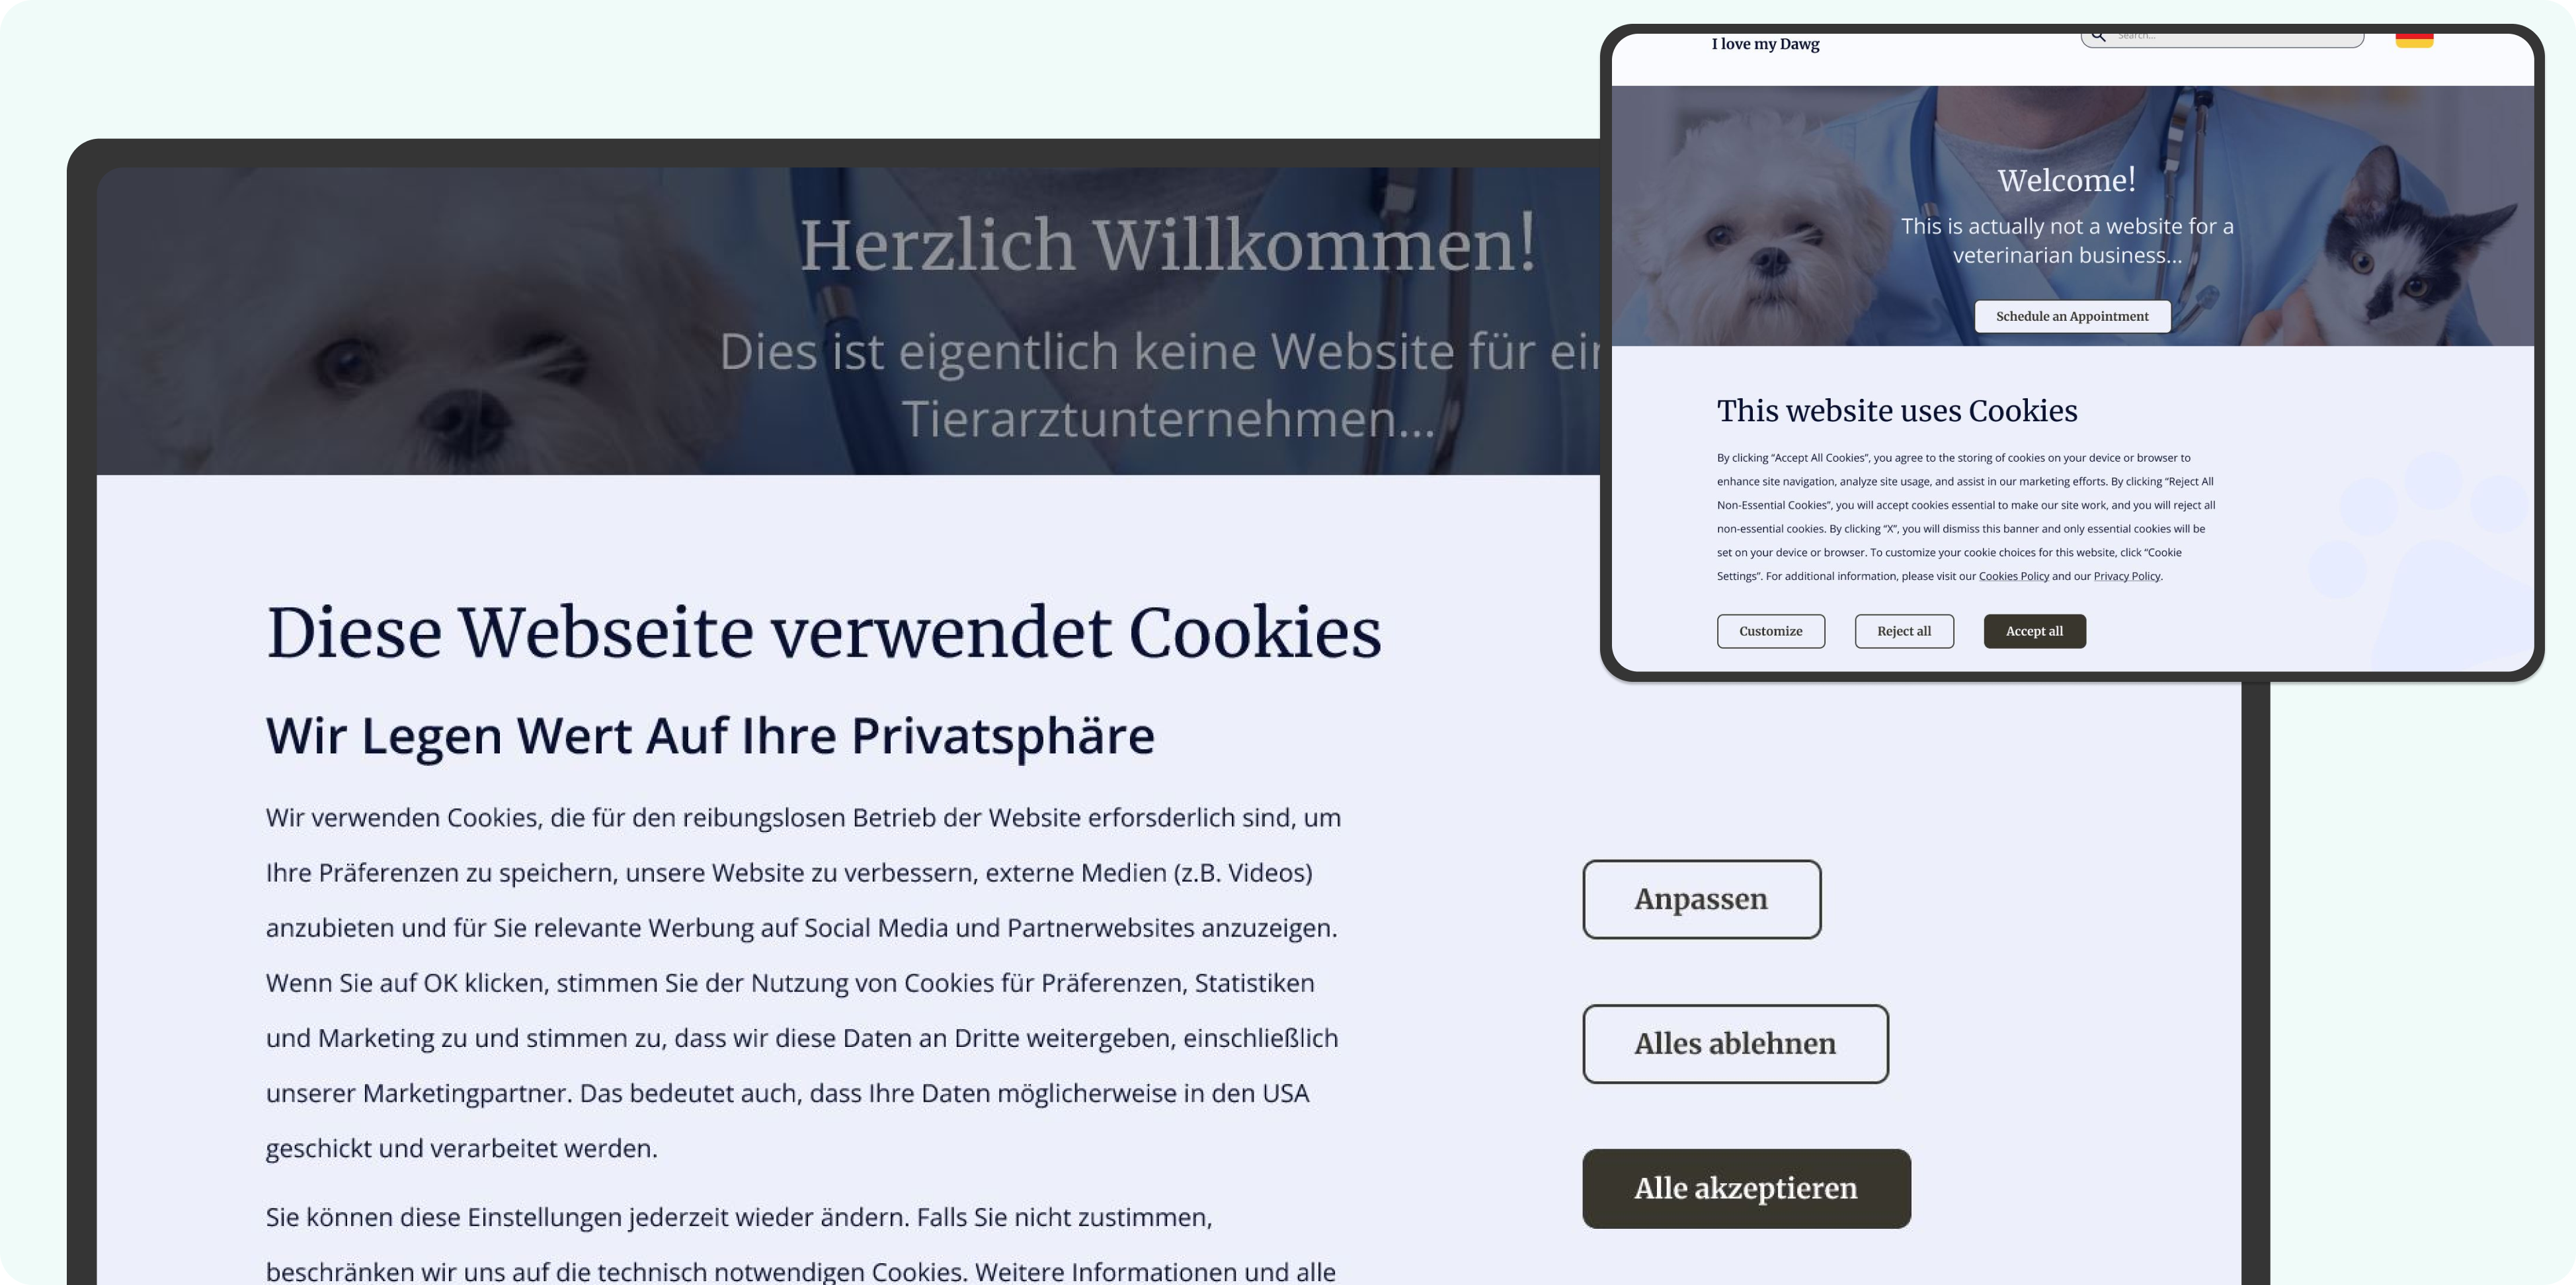 I love my Dawg
Search...
Welcome!
This is actually not a website for a
veterinarian business...
Schedule an Appointment
This website uses Cookies
By clicking “Accept All Cookies”, you agree to the storing of cookies on your device or browser to
enhance site navigation, analyze site usage, and assist in our marketing efforts. By clicking “Reject All
Non-Essential Cookies”, you will accept cookies essential to make our site work, and you will reject all
non-essential cookies. By clicking “X”, you will dismiss this banner and only essential cookies will be
set on your device or browser. To customize your cookie choices for this website, click “Cookie
Settings”. For additional information, please visit our Cookies Policy and our Privacy Policy.
Customize
Reject all
Accept all
Herzlich Willkommen!
Dies ist eigentlich keine Website für
Tierarztunternehmen...
Diese Webseite verwendet Cookies
Wir Legen Wert Auf Ihre Privatsphäre
Wir verwenden Cookies, die für den reibungslosen Betrieb der Website erforsderlich sind, um
Ihre Präferenzen zu speichern, unsere Website zu verbessern, externe Medien (z.B. Videos)
anzubieten und für Sie relevante Werbung auf Social Media und Partnerwebsites anzuzeigen.
Wenn Sie auf OK klicken, stimmen Sie der Nutzung von Cookies für Präferenzen, Statistiken
und Marketing zu und stimmen zu, dass wir diese Daten an Dritte weitergeben, einschließlich
unserer Marketingpartner. Das bedeutet auch, dass Ihre Daten möglicherweise in den USA
geschickt und verarbeitet werden.
Sie können diese Einstellungen jederzeit wieder ändern. Falls Sie nicht zustimmen,
beschränken wir uns auf die technisch notwendigen Cookies. Weitere Informationen und alle
Anpassen
Alles ablehnen
Alle akzeptieren